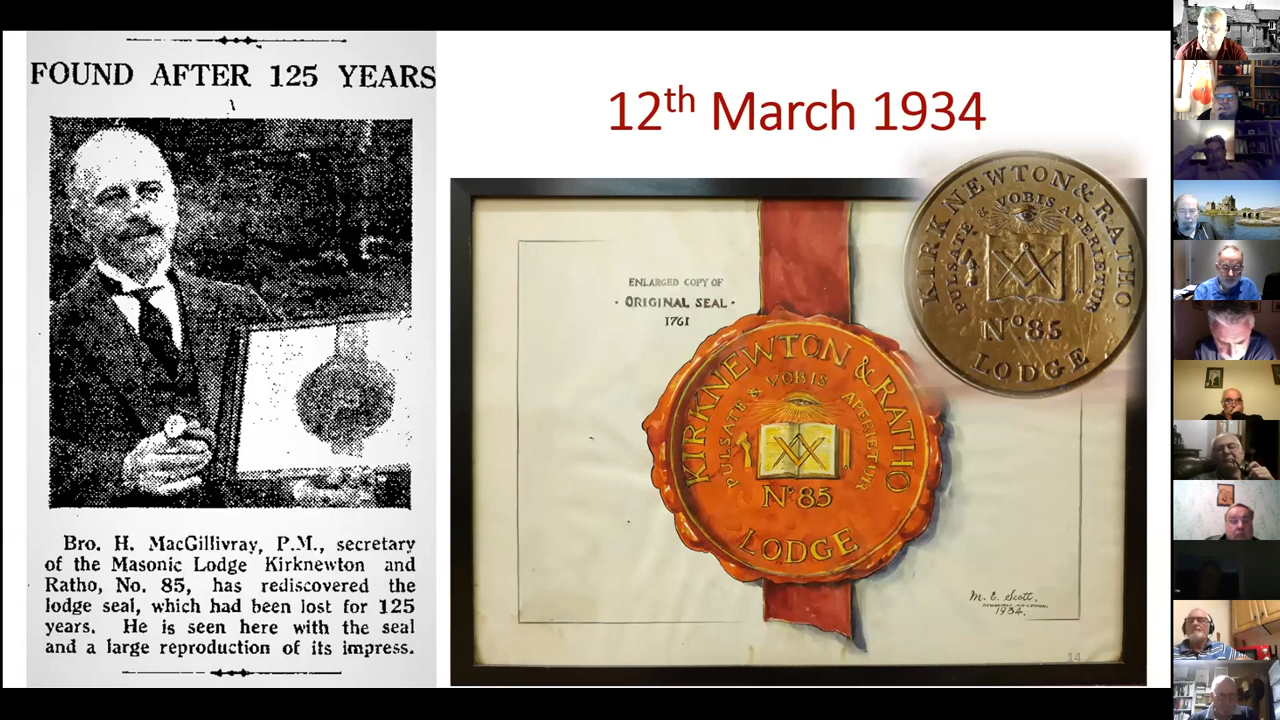 FOUND AFTER 125 YEARS
Bro. H. MacGillivray, P.M., secretary
of the Masonic Lodge Kirknewton and
Ratho, No. 85, has rediscovered the
lodge seal, which had been lost for 125
years. He is seen here with the seal
and a large reproduction of its impress.
12th March 1934
ENLARGED COPY OF
· ORIGINAL SEAL ·
1761
KIRKNEWTON & RATHO
PULSATE & VOBIS APERIETUR
Nº 85
LODGE
M. E. Scott.
1934.
KIRKNEWTON & RATHO
PULSATE & VOBIS APERIETUR
Nº 85
LODGE
14